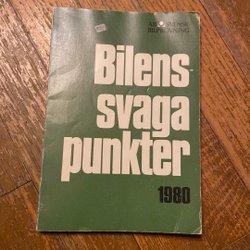 AB SVENSK
BILPROVNING
Bilens
svaga
punkter
1980